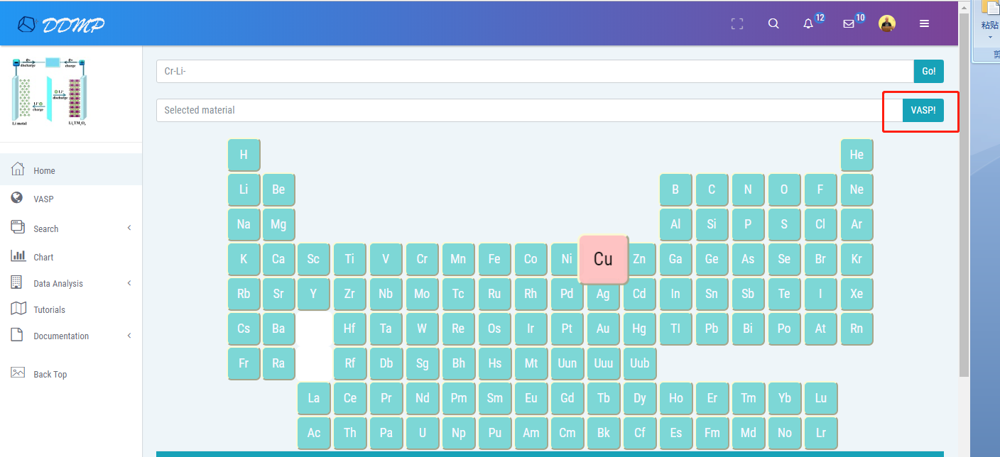 DDMP
12
10
粘贴
discharge
charge
Li⁺
discharge
Li⁺
charge
Li metal
Cr-Li-
Go!
Selected material
VASP!
Home
VASP
Search
Chart
Data Analysis
Tutorials
Documentation
Back Top
H He
Li Be B C N O F Ne
Na Mg Al Si P S Cl Ar
K Ca Sc Ti V Cr Mn Fe Co Ni Cu Zn Ga Ge As Se Br Kr
Rb Sr Y Zr Nb Mo Tc Ru Rh Pd Ag Cd In Sn Sb Te I Xe
Cs Ba Hf Ta W Re Os Ir Pt Au Hg Tl Pb Bi Po At Rn
Fr Ra Rf Db Sg Bh Hs Mt Uun Uuu Uub
La Ce Pr Nd Pm Sm Eu Gd Tb Dy Ho Er Tm Yb Lu
Ac Th Pa U Np Pu Am Cm Bk Cf Es Fm Md No Lr